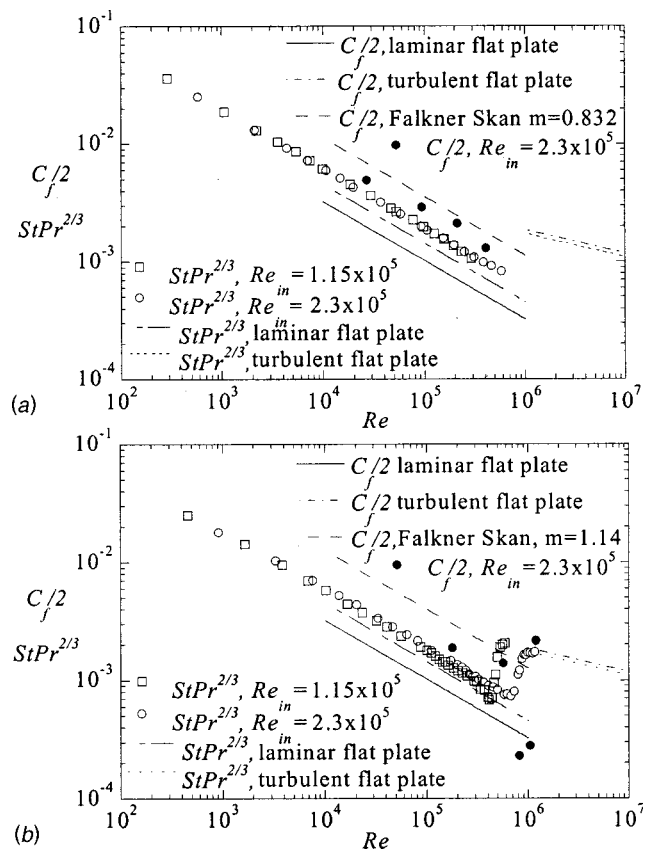 10^-1
C_f/2, laminar flat plate
C_f/2, turbulent flat plate
C_f/2, Falkner Skan m=0.832
C_f/2, Re_in=2.3x10^5
10^-2
C_f/2
StPr^2/3
10^-3
StPr^2/3, Re_in=1.15x10^5
StPr^2/3, Re_in=2.3x10^5
StPr^2/3, laminar flat plate
StPr^2/3, turbulent flat plate
10^-4
10^2 10^3 10^4 10^5 10^6 10^7
(a)
Re
10^-1
C_f/2 laminar flat plate
C_f/2 turbulent flat plate
C_f/2, Falkner Skan, m=1.14
C_f/2, Re_in=2.3x10^5
10^-2
C_f/2
StPr^2/3
10^-3
StPr^2/3, Re_in=1.15x10^5
StPr^2/3, Re_in=2.3x10^5
StPr^2/3, laminar flat plate
StPr^2/3, turbulent flat plate
10^-4
10^2 10^3 10^4 10^5 10^6 10^7
(b)
Re